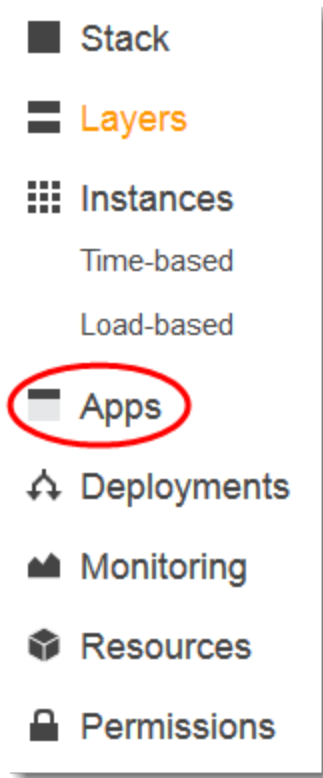 Stack
Layers
Instances
Time-based
Load-based
Apps
Deployments
Monitoring
Resources
Permissions